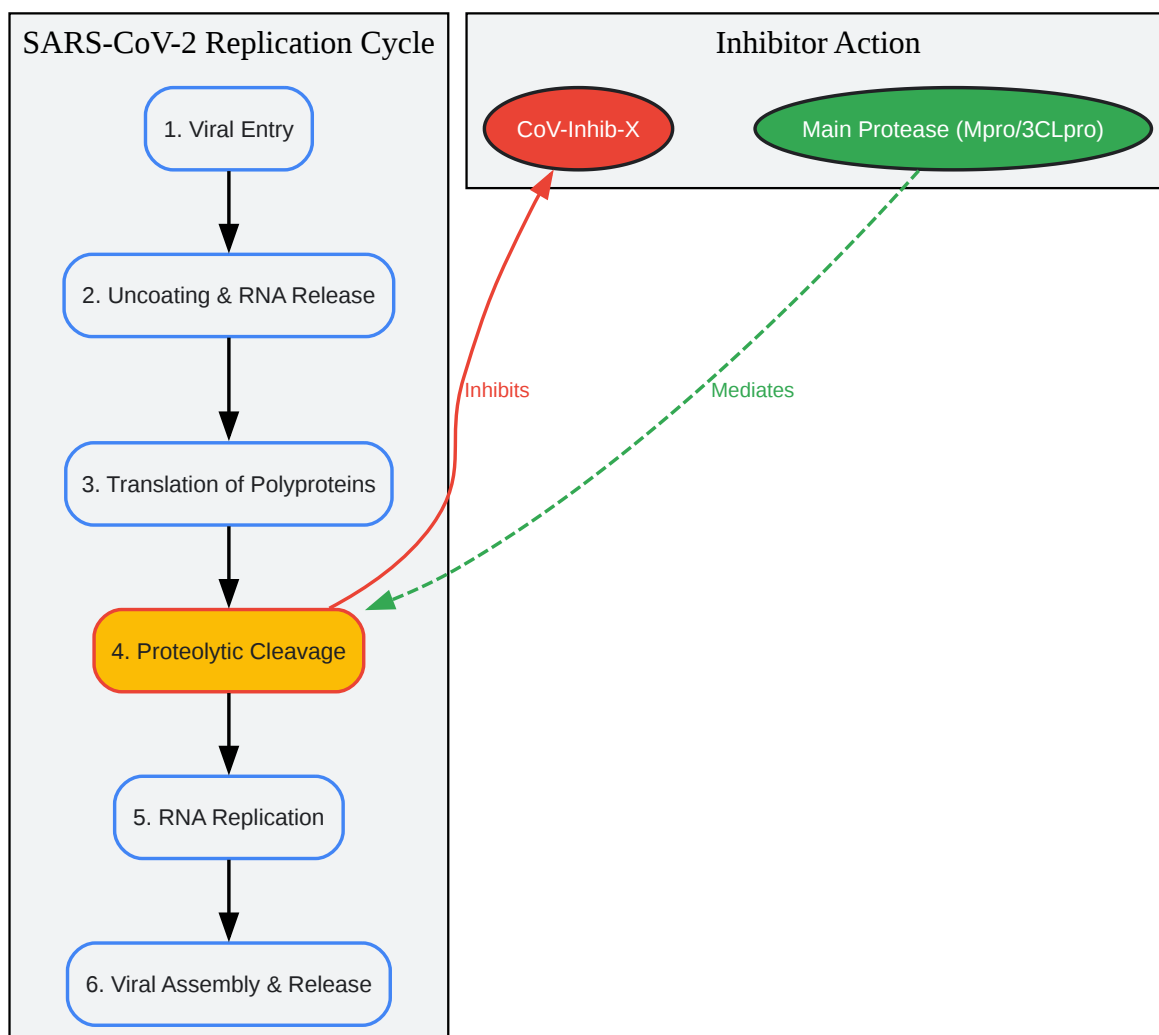 SARS-CoV-2 Replication Cycle
1. Viral Entry
2. Uncoating & RNA Release
3. Translation of Polyproteins
4. Proteolytic Cleavage
5. RNA Replication
6. Viral Assembly & Release
Inhibitor Action
CoV-Inhib-X
Main Protease (Mpro/3CLpro)
Inhibits
Mediates